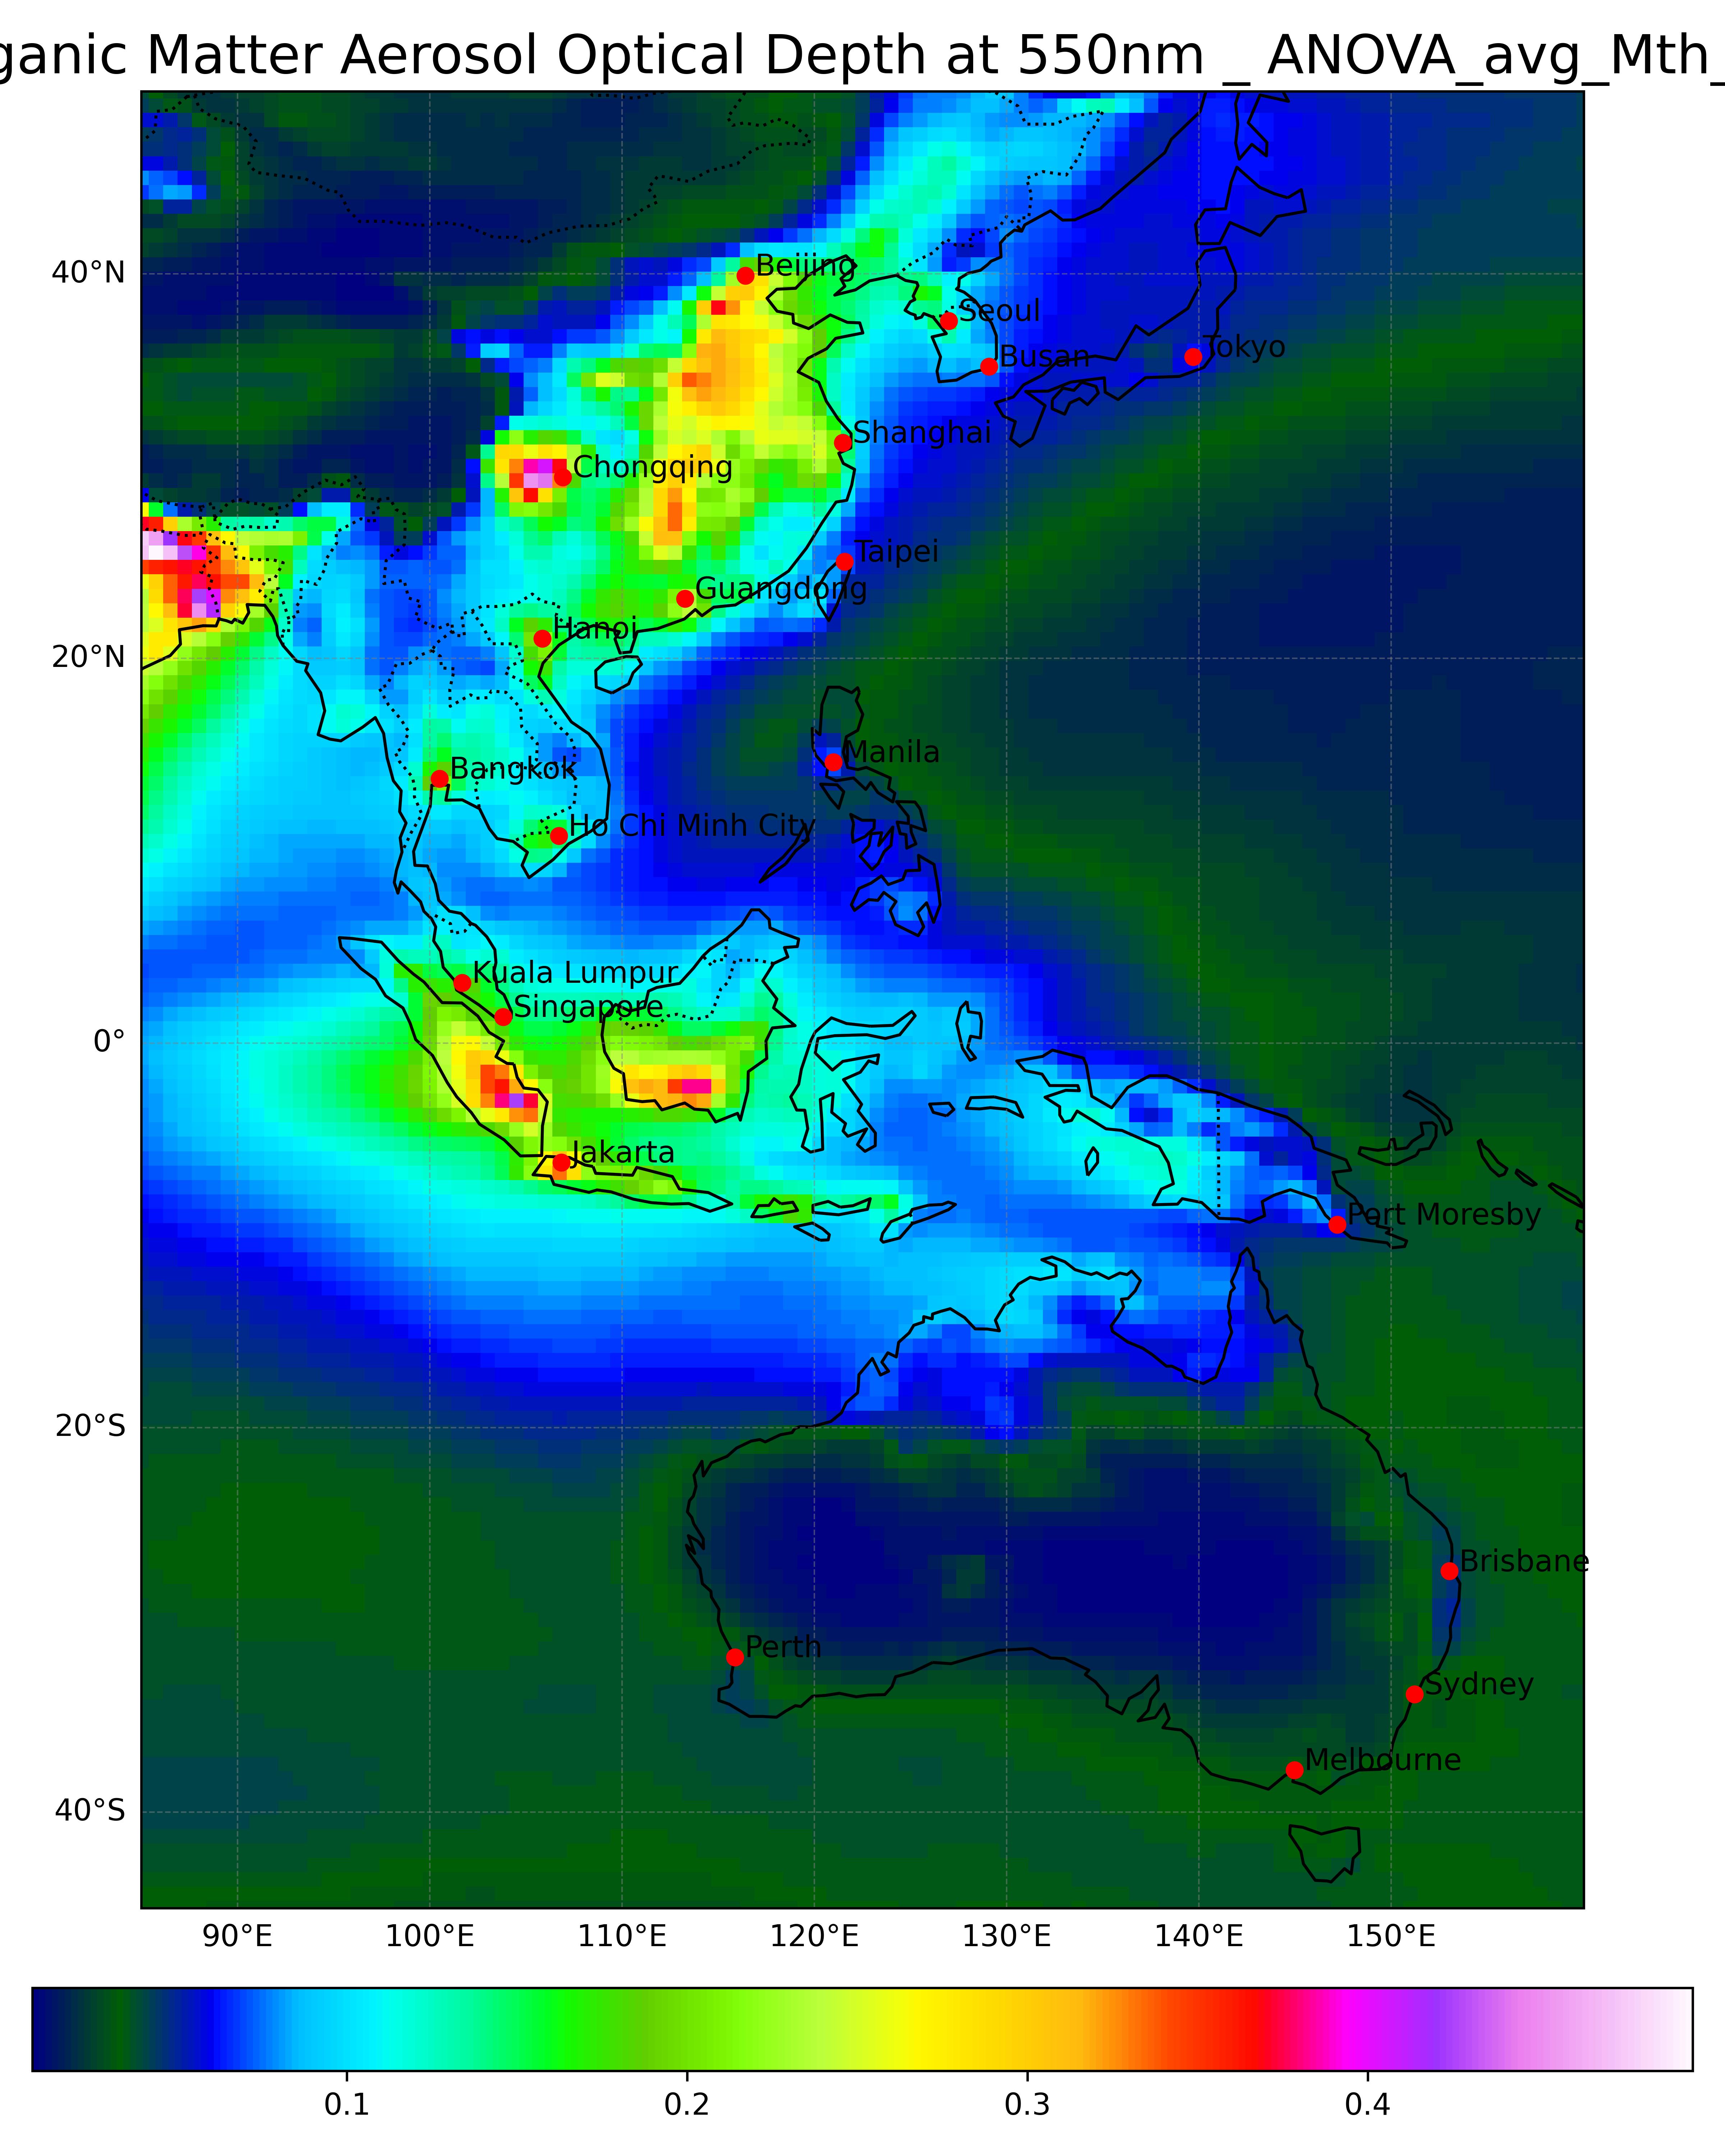 ganic Matter Aerosol Optical Depth at 550nm _ ANOVA_avg_Mth_
40°N
20°N
0°
20°S
40°S
Beijing
Seoul
Busan
Tokyo
Shanghai
Chongqing
Taipei
Guangdong
Hanoi
Manila
Bangkok
Ho Chi Minh City
Kuala Lumpur
Singapore
Jakarta
Port Moresby
Brisbane
Perth
Sydney
Melbourne
90°E 100°E 110°E 120°E 130°E 140°E 150°E
0.1 0.2 0.3 0.4